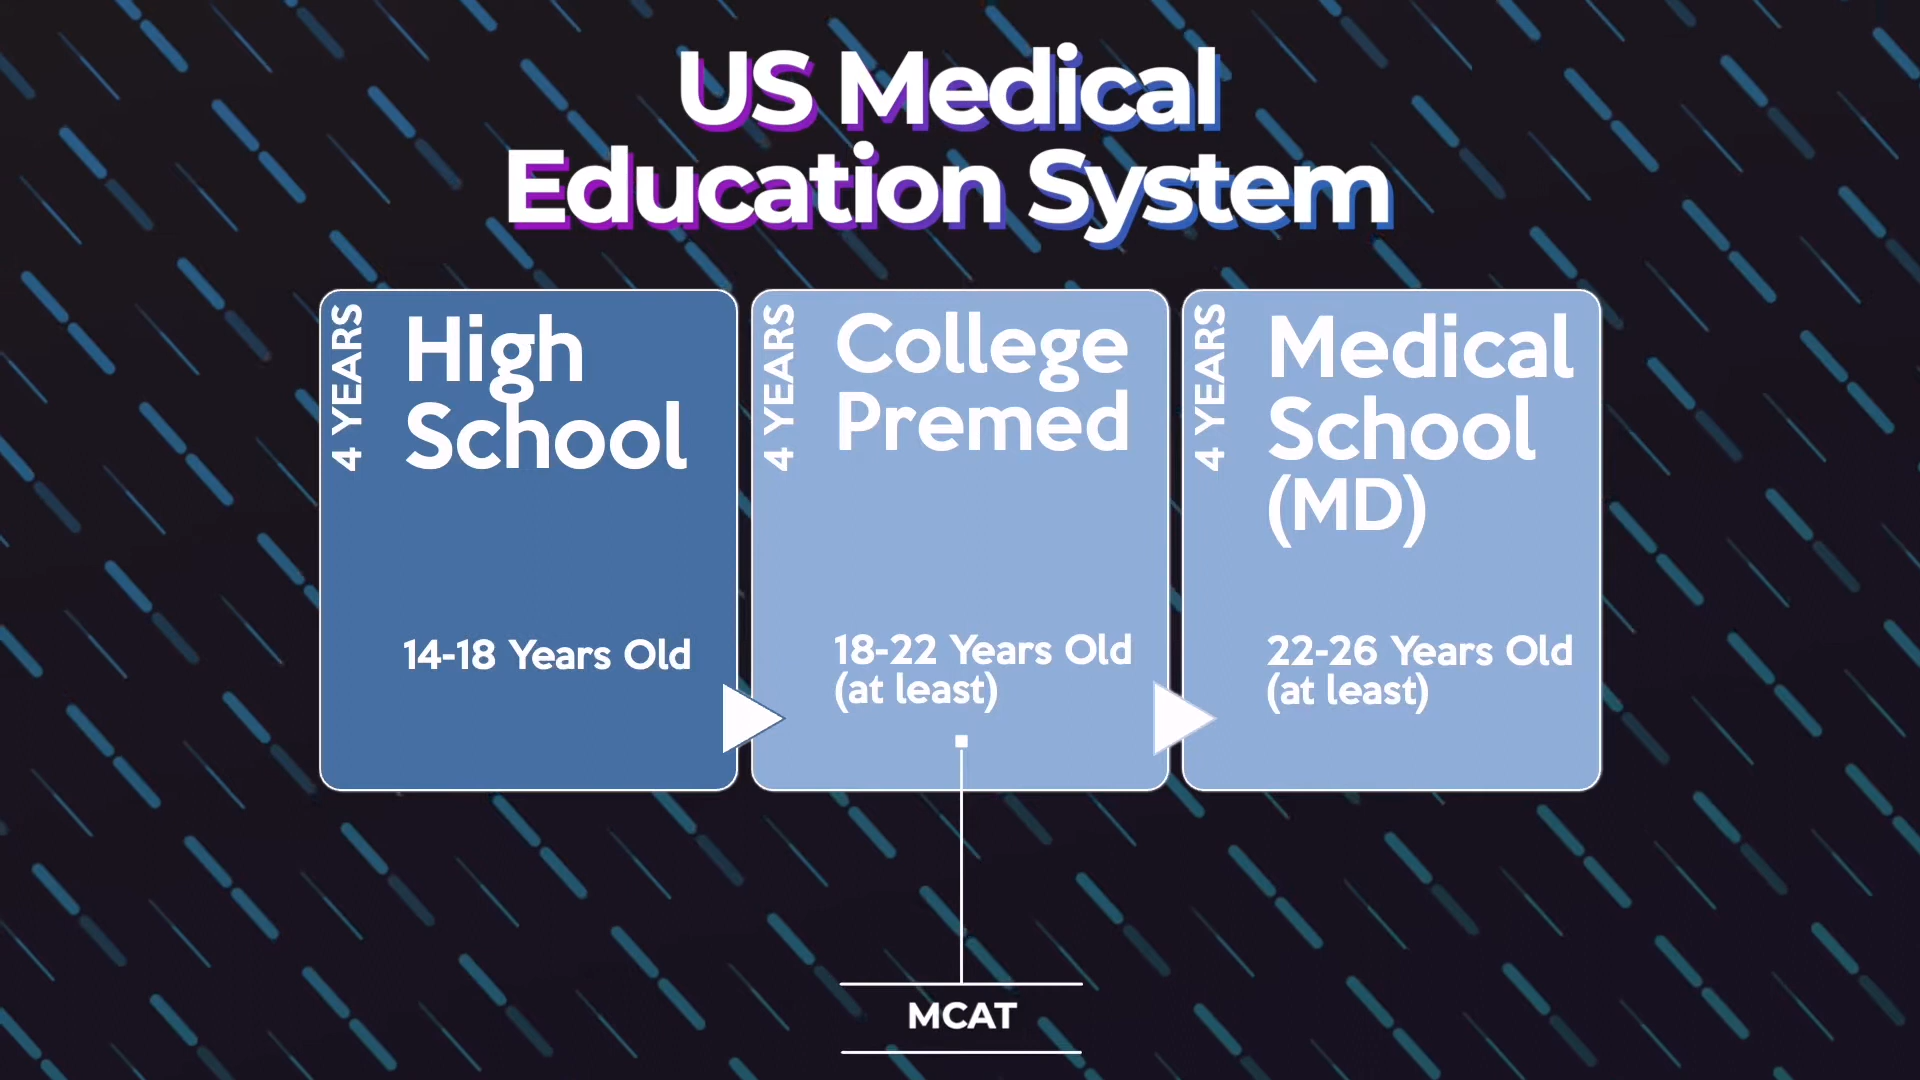 US Medical
Education System
4 YEARS
High
School
14-18 Years Old
4 YEARS
College
Premed
18-22 Years Old
(at least)
4 YEARS
Medical
School
(MD)
22-26 Years Old
(at least)
MCAT